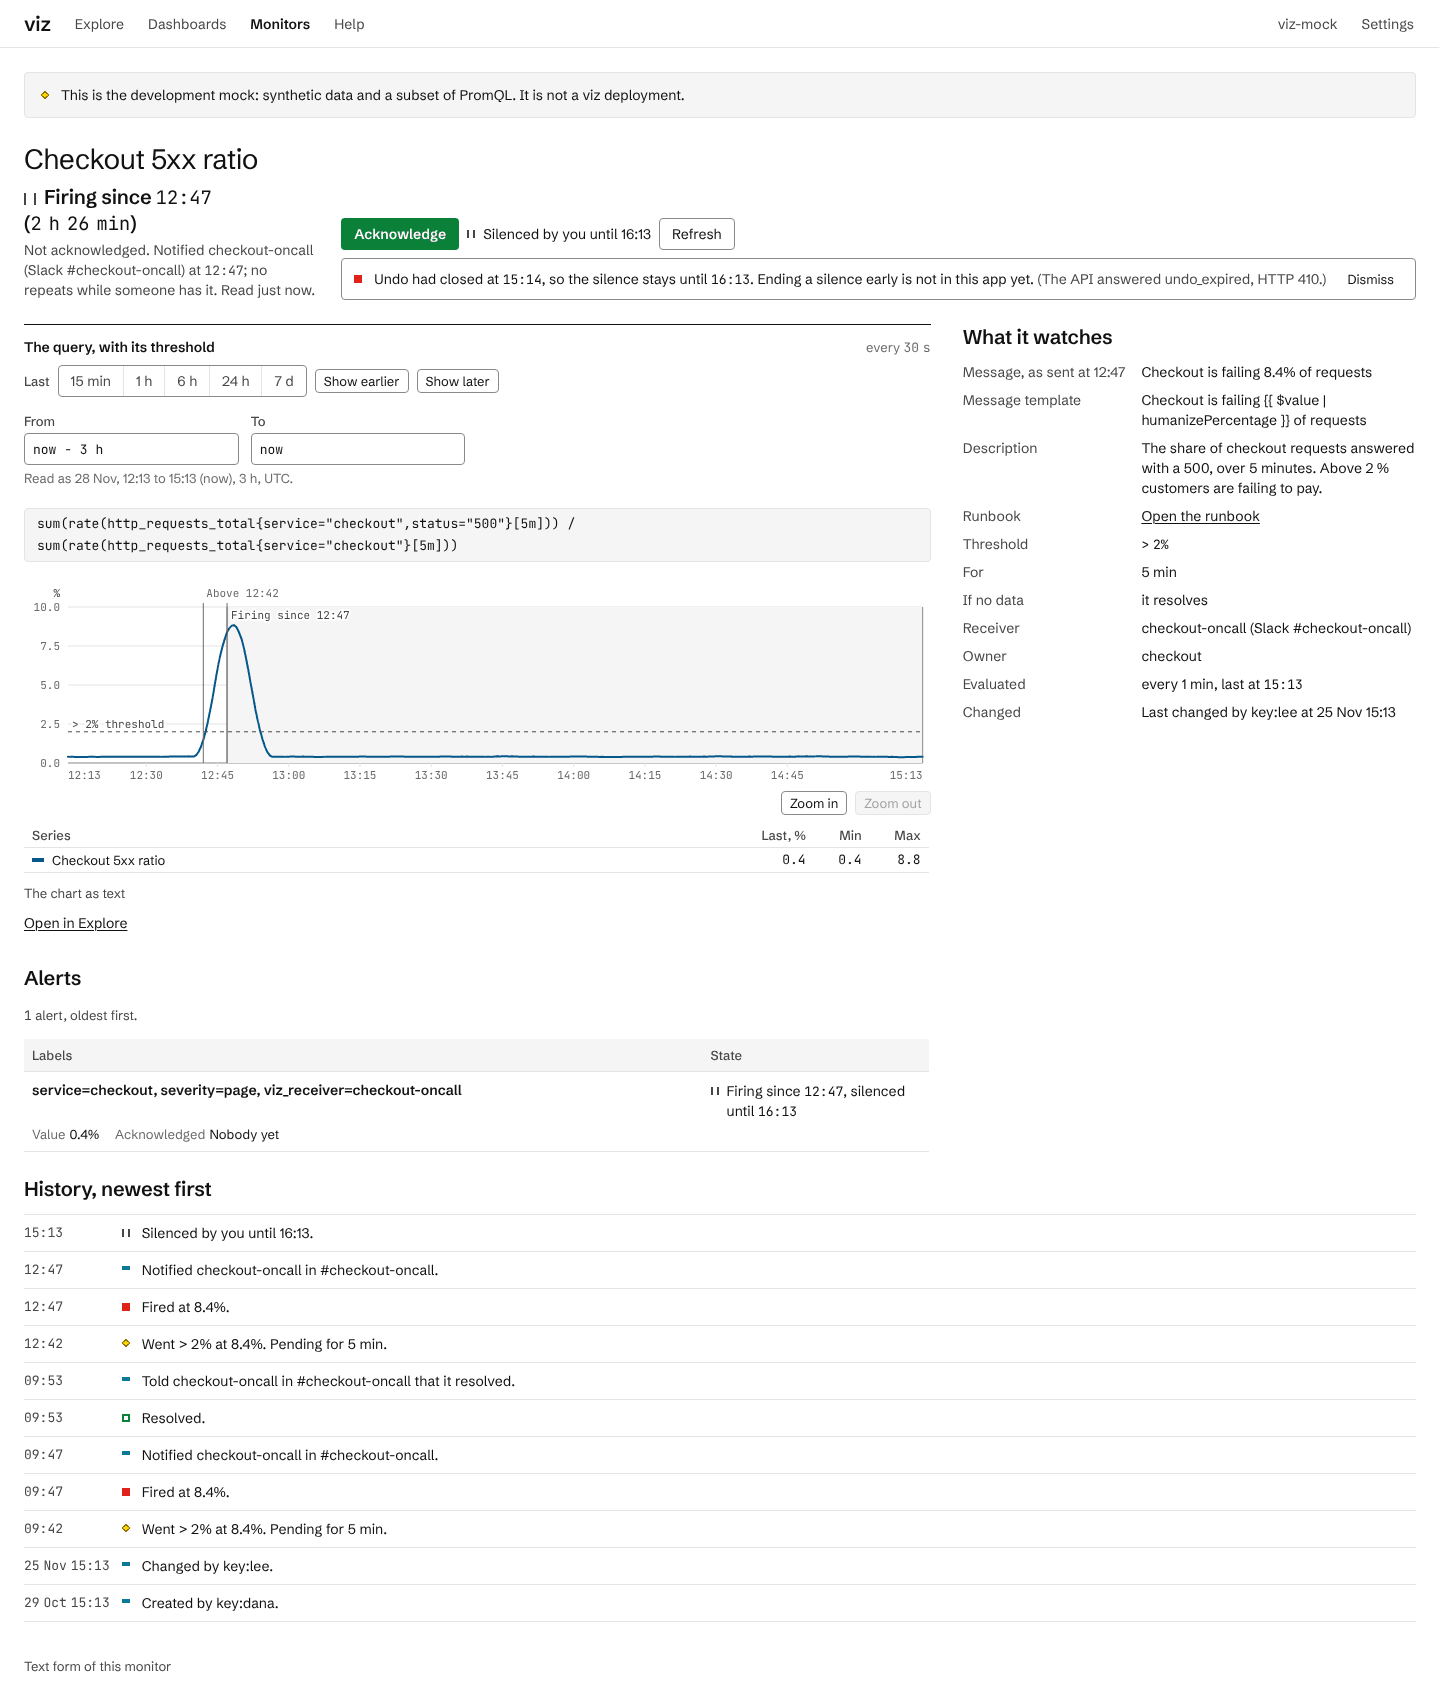 viz Explore Dashboards Monitors Help viz-mock Settings
This is the development mock: synthetic data and a subset of PromQL. It is not a viz deployment.
Checkout 5xx ratio
Firing since 12:47
(2 h 26 min)
Not acknowledged. Notified checkout-oncall
(Slack #checkout-oncall) at 12:47; no
repeats while someone has it. Read just now.
Acknowledge Silenced by you until 16:13 Refresh
Undo had closed at 15:14, so the silence stays until 16:13. Ending a silence early is not in this app yet. (The API answered undo_expired, HTTP 410.) Dismiss
The query, with its threshold every 30 s
Last 15 min 1 h 6 h 24 h 7 d Show earlier Show later
From To
now - 3 h now
Read as 28 Nov, 12:13 to 15:13 (now), 3 h, UTC.
sum(rate(http_requests_total{service="checkout",status="500"}[5m])) /
sum(rate(http_requests_total{service="checkout"}[5m]))
% Above 12:42
10.0 Firing since 12:47
7.5
5.0
2.5 > 2% threshold
0.0
12:13 12:30 12:45 13:00 13:15 13:30 13:45 14:00 14:15 14:30 14:45 15:13
Zoom in Zoom out
Series Last, % Min Max
Checkout 5xx ratio 0.4 0.4 8.8
The chart as text
Open in Explore
What it watches
Message, as sent at 12:47 Checkout is failing 8.4% of requests
Message template Checkout is failing {{ $value |
humanizePercentage }} of requests
Description The share of checkout requests answered
with a 500, over 5 minutes. Above 2 %
customers are failing to pay.
Runbook Open the runbook
Threshold > 2%
For 5 min
If no data it resolves
Receiver checkout-oncall (Slack #checkout-oncall)
Owner checkout
Evaluated every 1 min, last at 15:13
Changed Last changed by key:lee at 25 Nov 15:13
Alerts
1 alert, oldest first.
Labels State
service=checkout, severity=page, viz_receiver=checkout-oncall Firing since 12:47, silenced
until 16:13
Value 0.4% Acknowledged Nobody yet
History, newest first
15:13 Silenced by you until 16:13.
12:47 Notified checkout-oncall in #checkout-oncall.
12:47 Fired at 8.4%.
12:42 Went > 2% at 8.4%. Pending for 5 min.
09:53 Told checkout-oncall in #checkout-oncall that it resolved.
09:53 Resolved.
09:47 Notified checkout-oncall in #checkout-oncall.
09:47 Fired at 8.4%.
09:42 Went > 2% at 8.4%. Pending for 5 min.
25 Nov 15:13 Changed by key:lee.
29 Oct 15:13 Created by key:dana.
Text form of this monitor